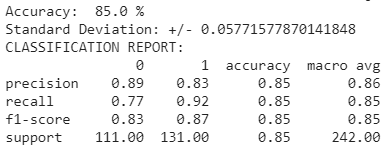 Accuracy: 85.0 %
Standard Deviation: +/- 0.05771577870141848
CLASSIFICATION REPORT:
0 1 accuracy macro avg
precision 0.89 0.83 0.85 0.86
recall 0.77 0.92 0.85 0.85
f1-score 0.83 0.87 0.85 0.85
support 111.00 131.00 0.85 242.00